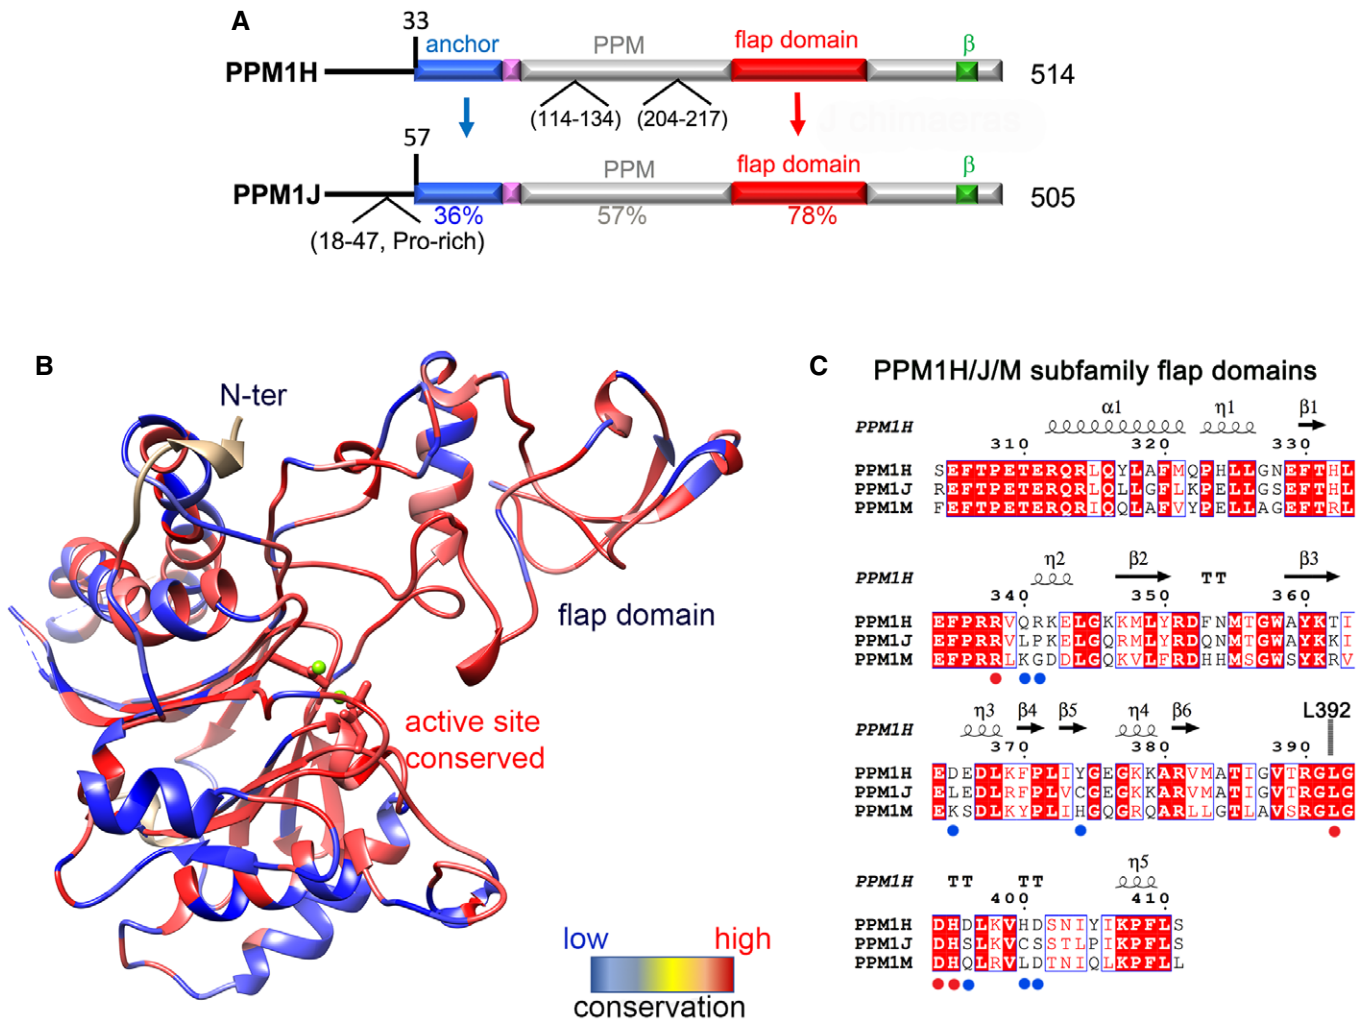 A
33
anchor
PPM
flap domain
β
PPM1H
514
(114-134)
(204-217)
J chimaeras
57
PPM
flap domain
β
PPM1J
505
36%
57%
78%
(18-47, Pro-rich)
B
N-ter
flap domain
active site
conserved
low
high
conservation
C
PPM1H/J/M subfamily flap domains
PPM1H α1 η1 β1
310 320 330
PPM1H SEFTPETERQRLQYLAFMQPHLLGNEFTHL
PPM1J REFTPETERQRLQLLGFLKPELLGSEFTHL
PPM1M FEFTPETERQRIQQLAFVYPELLAGEFTRL
PPM1H η2 β2 TT β3
340 350 360
PPM1H EFPRRVQRKELGKKMLYRDFNMTGWAYKTI
PPM1J EFPRRVLPKELGQRMLYRDQNMTGWAYKKI
PPM1M EFPRRLKGDDLGQKVLFRDHHMSGWSYKRV
L392
PPM1H η3 β4 β5 η4 β6
370 380 390
PPM1H EDEDLKFPLIYGEGKKARVMATIGVTRGLG
PPM1J ELEDLRFPLVCGEGKKARVMATIGVTRGLG
PPM1M EKSDLKYPLIHGQGRQARLLGTLAVSRGLG
PPM1H TT TT η5
400 410
PPM1H DHDLKVHDSNIYIKPFLS
PPM1J DHSLKVCSSTLPIKPFLS
PPM1M DHQLRVLDTNIQLKPFLL